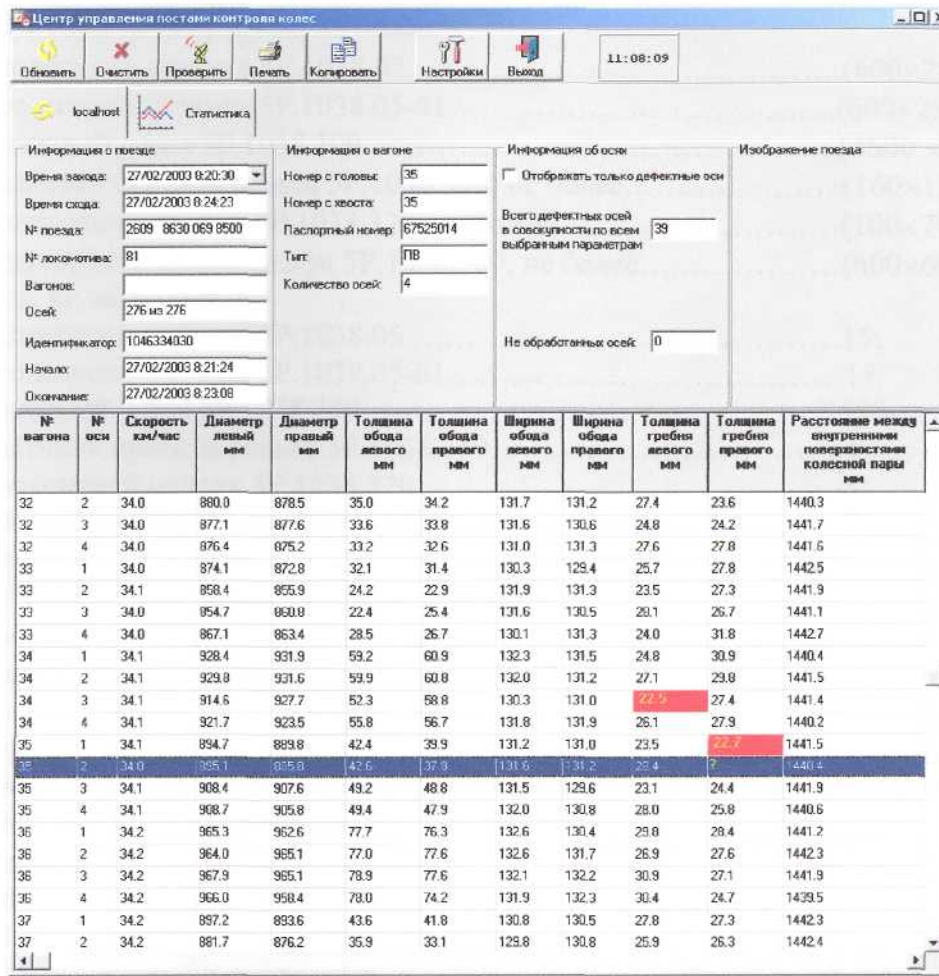 Центр управления постами контроля колес
Обновить Очистить Проверить Печать Копировать Настройки Выход 11:08:09
localhost Статистика
Информация о поезде
Время захода: 27/02/2003 8:20:30
Время схода: 27/02/2003 8:24:23
№ поезда: 2609 8630 069 8500
№ локомотива: 81
Вагонов:
Осей: 276 из 276
Идентификатор: 1046334030
Начало: 27/02/2003 8:21:24
Окончание: 27/02/2003 8:23:08
Информация о вагоне
Номер с головы: 35
Номер с хвоста: 35
Паспортный номер: 67525014
Тип: ПВ
Количество осей: 4
Информация об осях
Отображать только дефектные оси
Всего дефектных осей
в совокупности по всем 39
выбранным параметрам
Не обработанных осей: 0
Изображение поезда
№ вагона № оси Скорость км/час Диаметр левый мм Диаметр правый мм Толщина обода левого мм Толщина обода правого мм Ширина обода левого мм Ширина обода правого мм Толщина гребня левого мм Толщина гребня правого мм Расстояние между внутренними поверхностями колесной пары мм
32 2 34.0 880.0 878.5 35.0 34.2 131.7 131.2 27.4 23.6 1440.3
32 3 34.0 877.1 877.6 33.6 33.8 131.6 130.6 24.8 24.2 1441.7
32 4 34.0 876.4 875.2 33.2 32.6 131.0 131.3 27.6 27.8 1441.6
33 1 34.0 874.1 872.8 32.1 31.4 130.3 129.4 25.7 27.8 1442.5
33 2 34.1 858.4 855.9 24.2 22.9 131.9 131.3 23.5 27.3 1441.9
33 3 34.0 854.7 860.8 22.4 25.4 131.6 130.5 28.1 26.7 1441.1
33 4 34.0 867.1 863.4 28.5 26.7 130.1 131.3 24.0 31.8 1442.7
34 1 34.1 928.4 931.9 59.2 60.9 132.3 131.5 24.8 30.9 1440.4
34 2 34.1 929.8 931.6 59.9 60.8 132.0 131.2 27.1 29.8 1441.5
34 3 34.1 914.6 927.7 52.3 58.8 130.3 131.0 22.5 27.4 1441.4
34 4 34.1 921.7 923.5 55.8 56.7 131.8 131.9 26.1 27.9 1440.2
35 1 34.1 894.7 889.8 42.4 39.9 131.2 131.0 23.5 22.7 1441.5
35 2 34.0 895.1 42.6 131.6 131.2 ? 1440.4
35 3 34.1 908.4 907.6 49.2 48.8 131.5 129.6 23.1 24.4 1441.9
35 4 34.1 908.7 905.8 49.4 47.9 132.0 130.8 28.0 25.8 1440.6
36 1 34.2 965.3 962.6 77.7 76.3 132.6 130.4 29.8 28.4 1441.2
36 2 34.2 964.0 965.1 77.0 77.6 132.6 131.7 26.9 27.6 1442.3
36 3 34.2 967.9 965.1 78.9 77.6 132.1 132.2 30.9 27.1 1441.9
36 4 34.2 966.0 958.4 78.0 74.2 131.9 132.3 30.4 24.7 1439.5
37 1 34.2 897.2 893.6 43.6 41.8 130.8 130.5 27.8 27.3 1442.3
37 2 34.2 881.7 876.2 35.9 33.1 129.8 130.8 25.9 26.3 1442.4